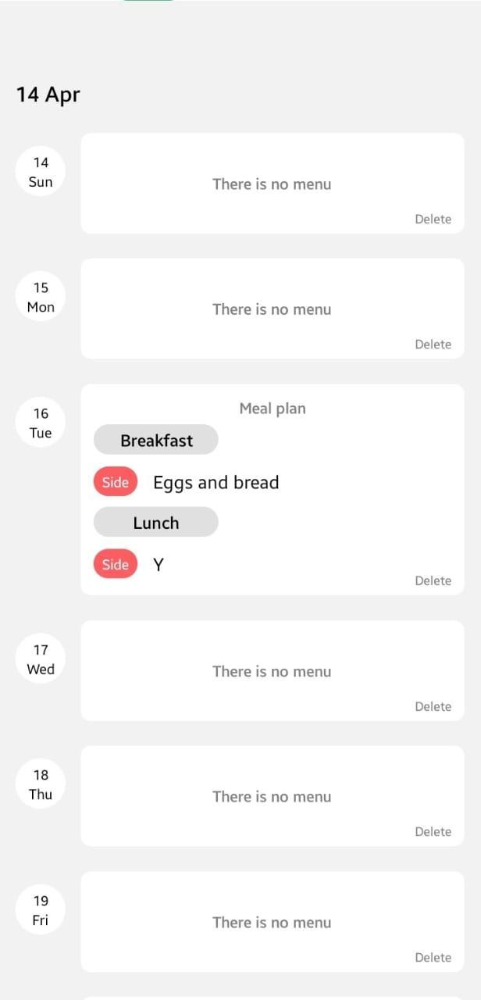 14 Apr
14
Sun
There is no menu
Delete
15
Mon
There is no menu
Delete
16
Tue
Meal plan
Breakfast
Side Eggs and bread
Lunch
Side Y
Delete
17
Wed
There is no menu
Delete
18
Thu
There is no menu
Delete
19
Fri
There is no menu
Delete